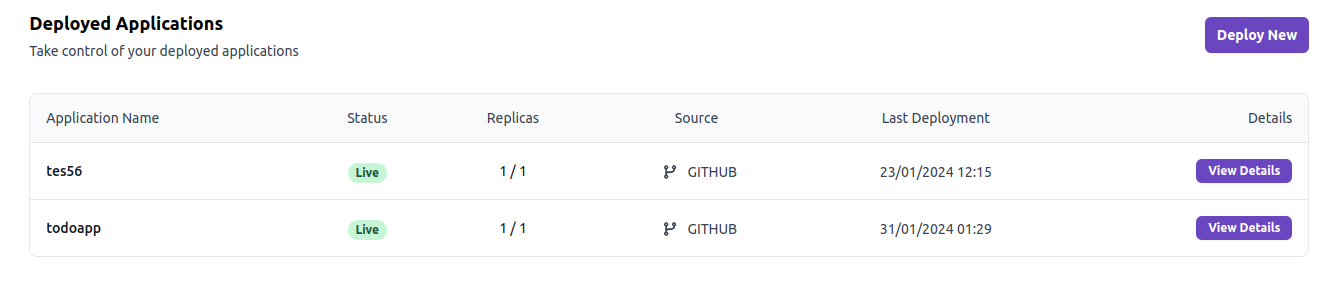 Deployed Applications
Take control of your deployed applications
Deploy New
Application Name Status Replicas Source Last Deployment Details
tes56 Live 1 / 1 GITHUB 23/01/2024 12:15 View Details
todoapp Live 1 / 1 GITHUB 31/01/2024 01:29 View Details